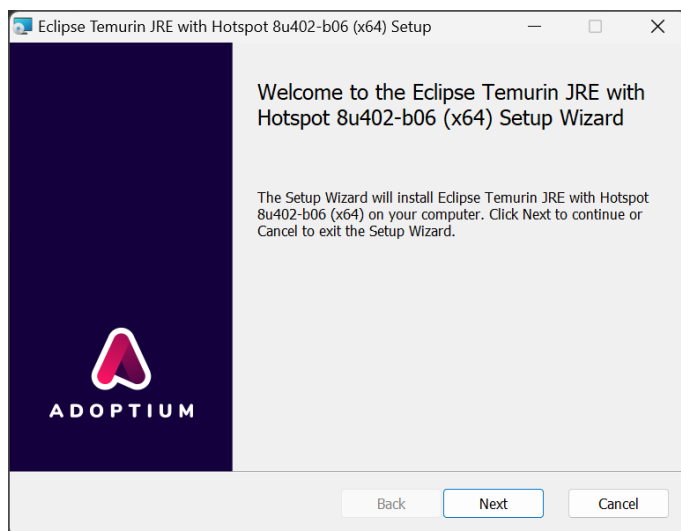 Eclipse Temurin JRE with Hotspot 8u402-b06 (x64) Setup
Welcome to the Eclipse Temurin JRE with
Hotspot 8u402-b06 (x64) Setup Wizard
The Setup Wizard will install Eclipse Temurin JRE with Hotspot
8u402-b06 (x64) on your computer. Click Next to continue or
Cancel to exit the Setup Wizard.
ADOPTIUM
Back
Next
Cancel